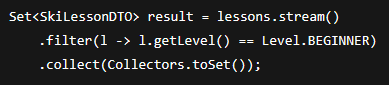 Set<SkiLessonDTO> result = lessons.stream()
.filter(l -> l.getLevel() == Level.BEGINNER)
.collect(Collectors.toSet());